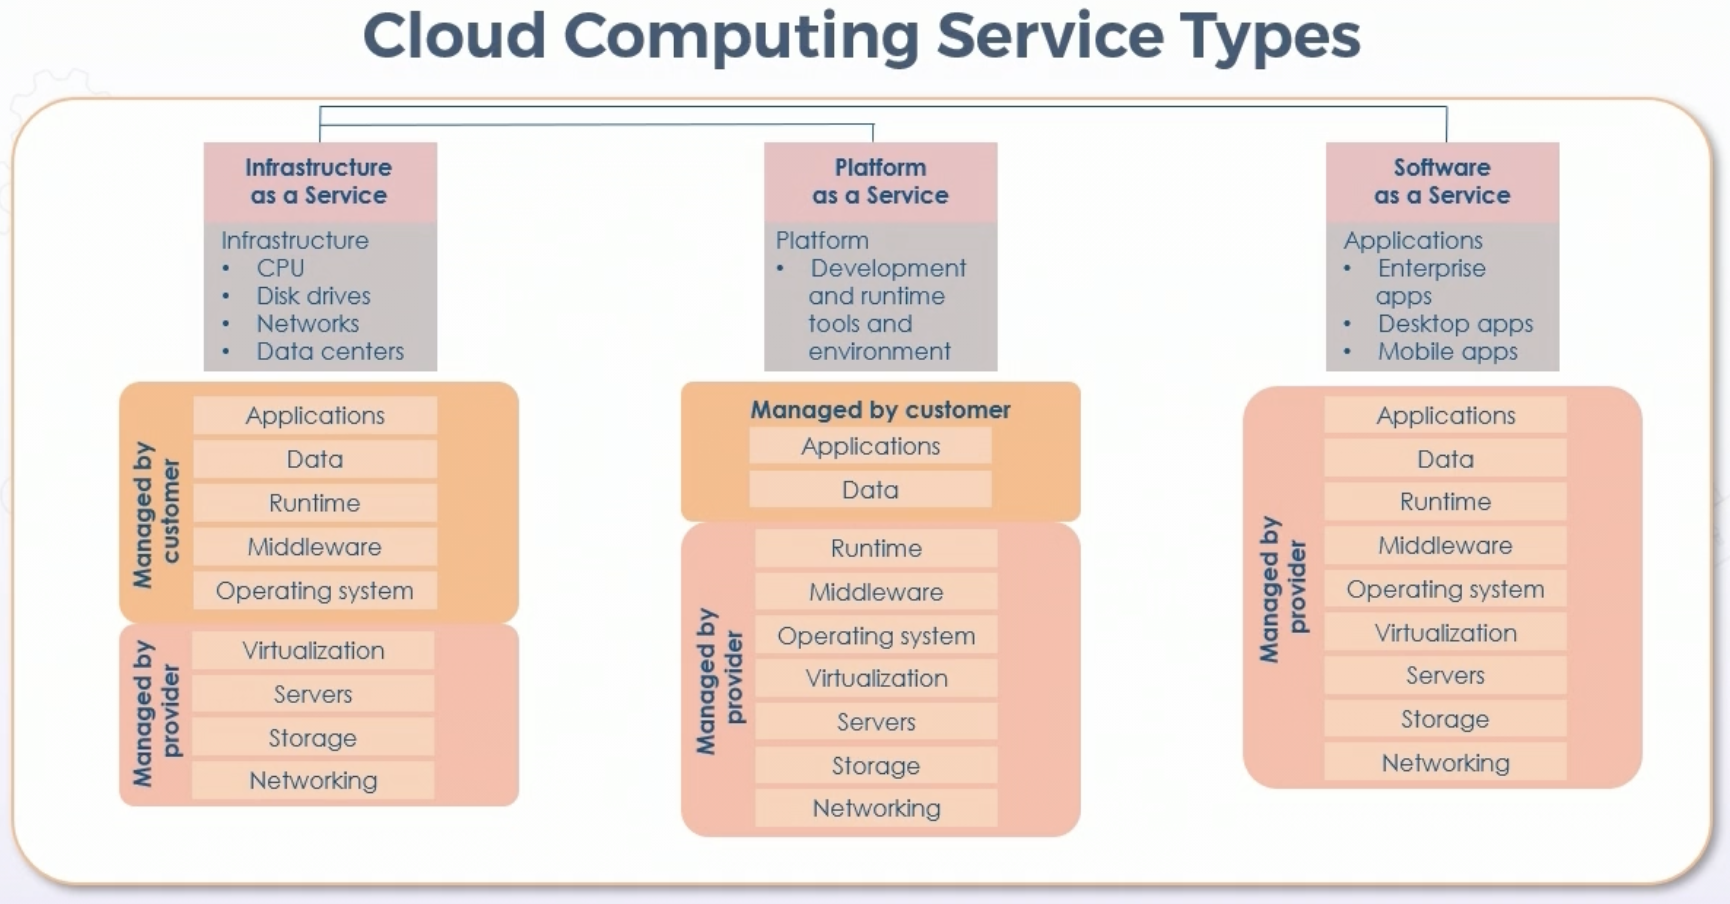 Cloud Computing Service Types
Infrastructure
as a Service
Infrastructure
• CPU
• Disk drives
• Networks
• Data centers
Managed by
customer
Applications
Data
Runtime
Middleware
Operating system
Managed by
provider
Virtualization
Servers
Storage
Networking
Platform
as a Service
Platform
• Development
and runtime
tools and
environment
Managed by customer
Applications
Data
Managed by
provider
Runtime
Middleware
Operating system
Virtualization
Servers
Storage
Networking
Software
as a Service
Applications
• Enterprise
apps
• Desktop apps
• Mobile apps
Managed by
provider
Applications
Data
Runtime
Middleware
Operating system
Virtualization
Servers
Storage
Networking